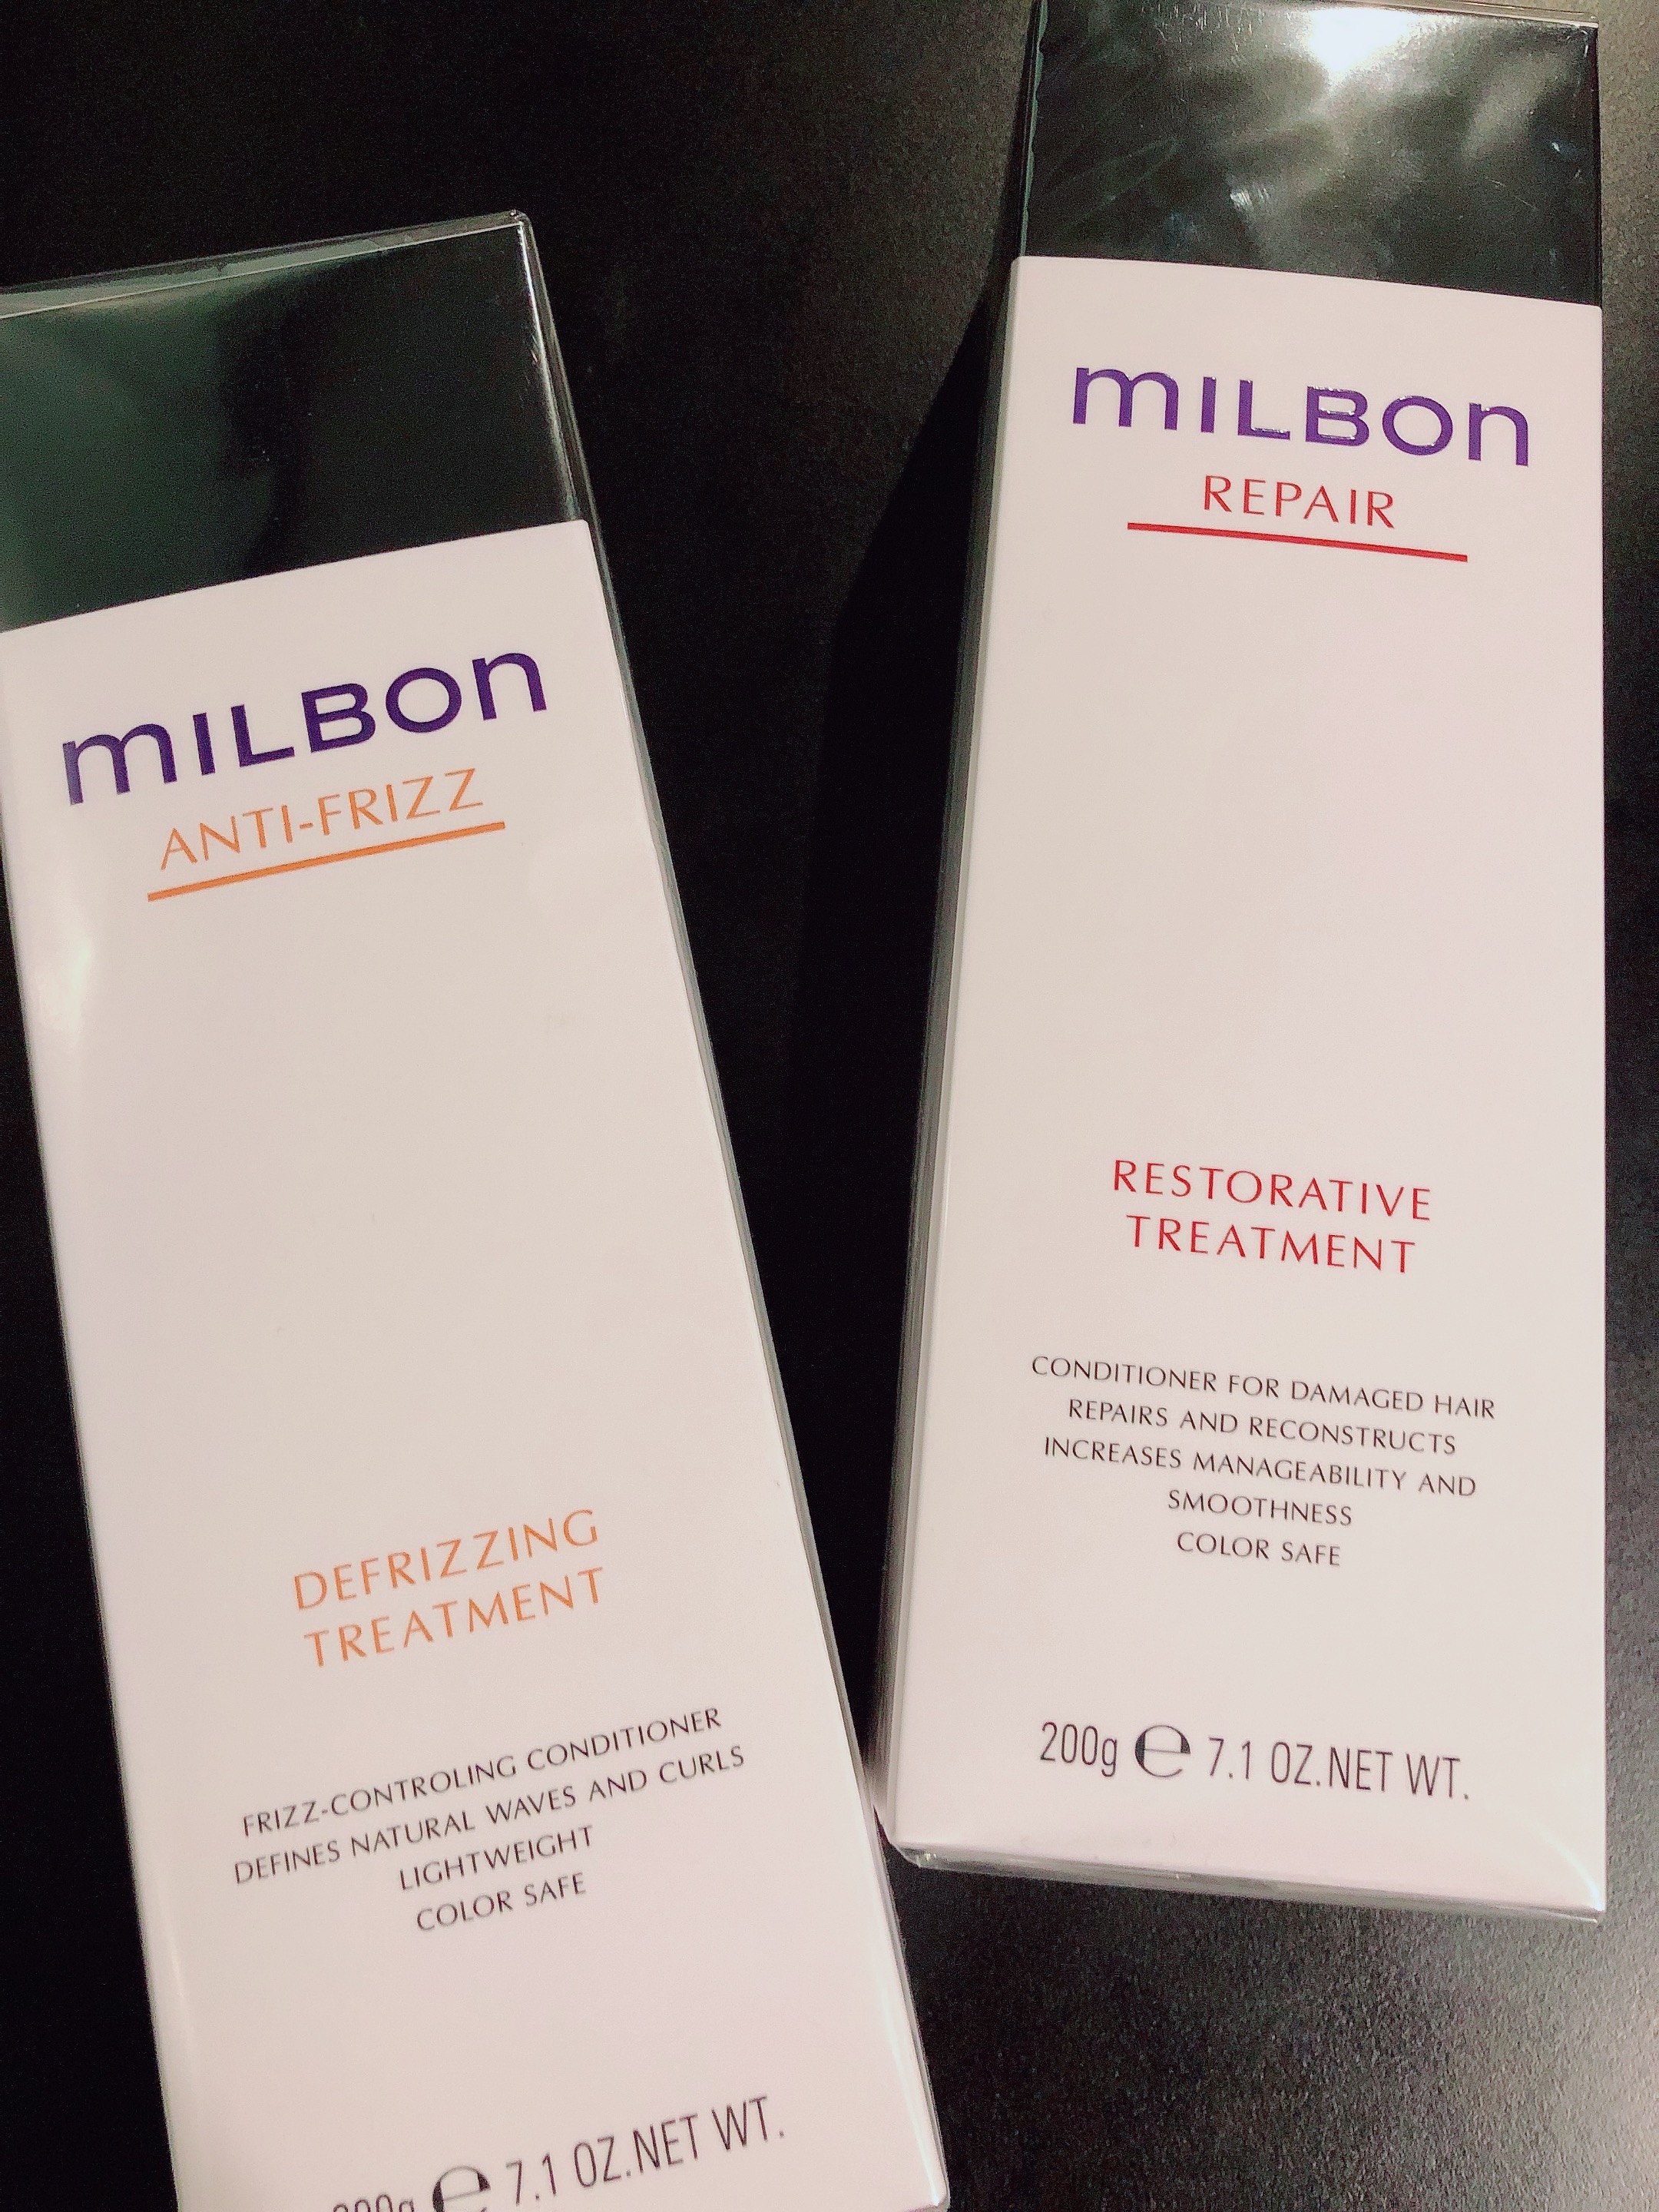 mILBOn
ANTI-FRIZZ
DEFRIZZING
TREATMENT
FRIZZ-CONTROLING CONDITIONER
DEFINES NATURAL WAVES AND CURLS
LIGHTWEIGHT
COLOR SAFE
200g ℮ 7.1 OZ.NET WT.
mILBOn
REPAIR
RESTORATIVE
TREATMENT
CONDITIONER FOR DAMAGED HAIR
REPAIRS AND RECONSTRUCTS
INCREASES MANAGEABILITY AND
SMOOTHNESS
COLOR SAFE
200g ℮ 7.1 OZ.NET WT.